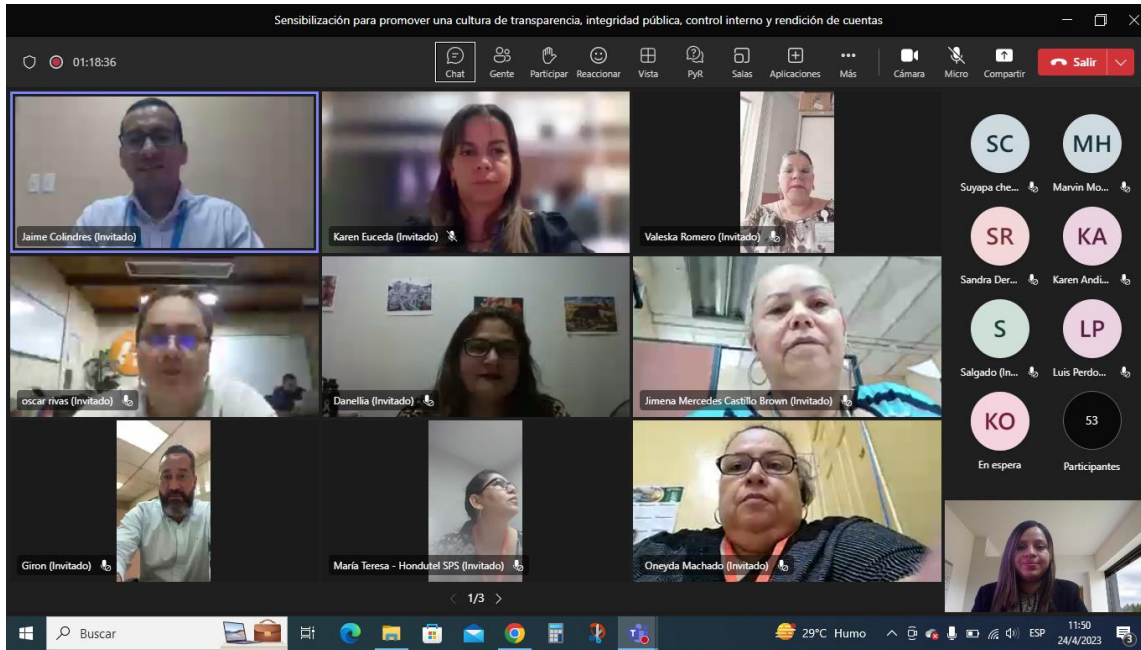 Sensibilización para promover una cultura de transparencia, integridad pública, control interno y rendición de cuentas
01:18:36
Chat
Gente
Participar
Reaccionar
Vista
PyR
Salas
Aplicaciones
Más
Cámara
Micro
Compartir
Salir
Jaime Colindres (Invitado)
Karen Euceda (Invitado)
Valeska Romero (Invitado)
SC
Suyapa che...
MH
Marvin Mo...
SR
Sandra Der...
KA
Karen Andi...
oscar rivas (Invitado)
Danellia (Invitado)
Jimena Mercedes Castillo Brown (Invitado)
S
Salgado (In...
LP
Luis Perdo...
KO
En espera
53
Participantes
Giron (Invitado)
María Teresa - Hondutel SPS (Invitado)
Oneyda Machado (Invitado)
1/3
Buscar
29°C Humo
ESP
11:50
24/4/2023
3